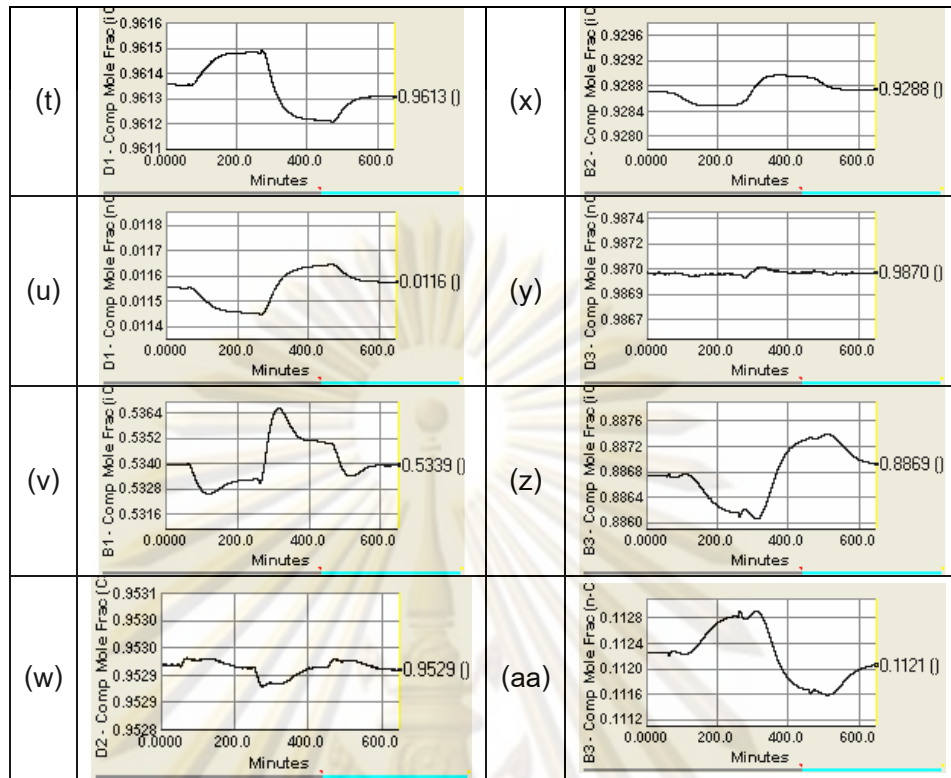 (t)
D1 - Comp Mole Frac (i C
0.9616
0.9615
0.9614
0.9613
0.9612
0.9611
0.0000 200.0 400.0 600.0
Minutes
0.9613 ()
(x)
B2 - Comp Mole Frac (i C
0.9296
0.9292
0.9288
0.9284
0.9280
0.0000 200.0 400.0 600.0
Minutes
0.9288 ()
(u)
D1 - Comp Mole Frac (n C
0.0118
0.0117
0.0116
0.0115
0.0114
0.0000 200.0 400.0 600.0
Minutes
0.0116 ()
(y)
D3 - Comp Mole Frac (i C
0.9874
0.9872
0.9870
0.9869
0.9867
0.0000 200.0 400.0 600.0
Minutes
0.9870 ()
(v)
B1 - Comp Mole Frac (i C
0.5364
0.5352
0.5340
0.5328
0.5316
0.0000 200.0 400.0 600.0
Minutes
0.5339 ()
(z)
B3 - Comp Mole Frac (i C
0.8876
0.8872
0.8868
0.8864
0.8860
0.0000 200.0 400.0 600.0
Minutes
0.8869 ()
(w)
D2 - Comp Mole Frac (C
0.9531
0.9530
0.9530
0.9529
0.9529
0.9528
0.0000 200.0 400.0 600.0
Minutes
0.9529 ()
(aa)
B3 - Comp Mole Frac (n-C
0.1128
0.1124
0.1120
0.1116
0.1112
0.0000 200.0 400.0 600.0
Minutes
0.1121 ()